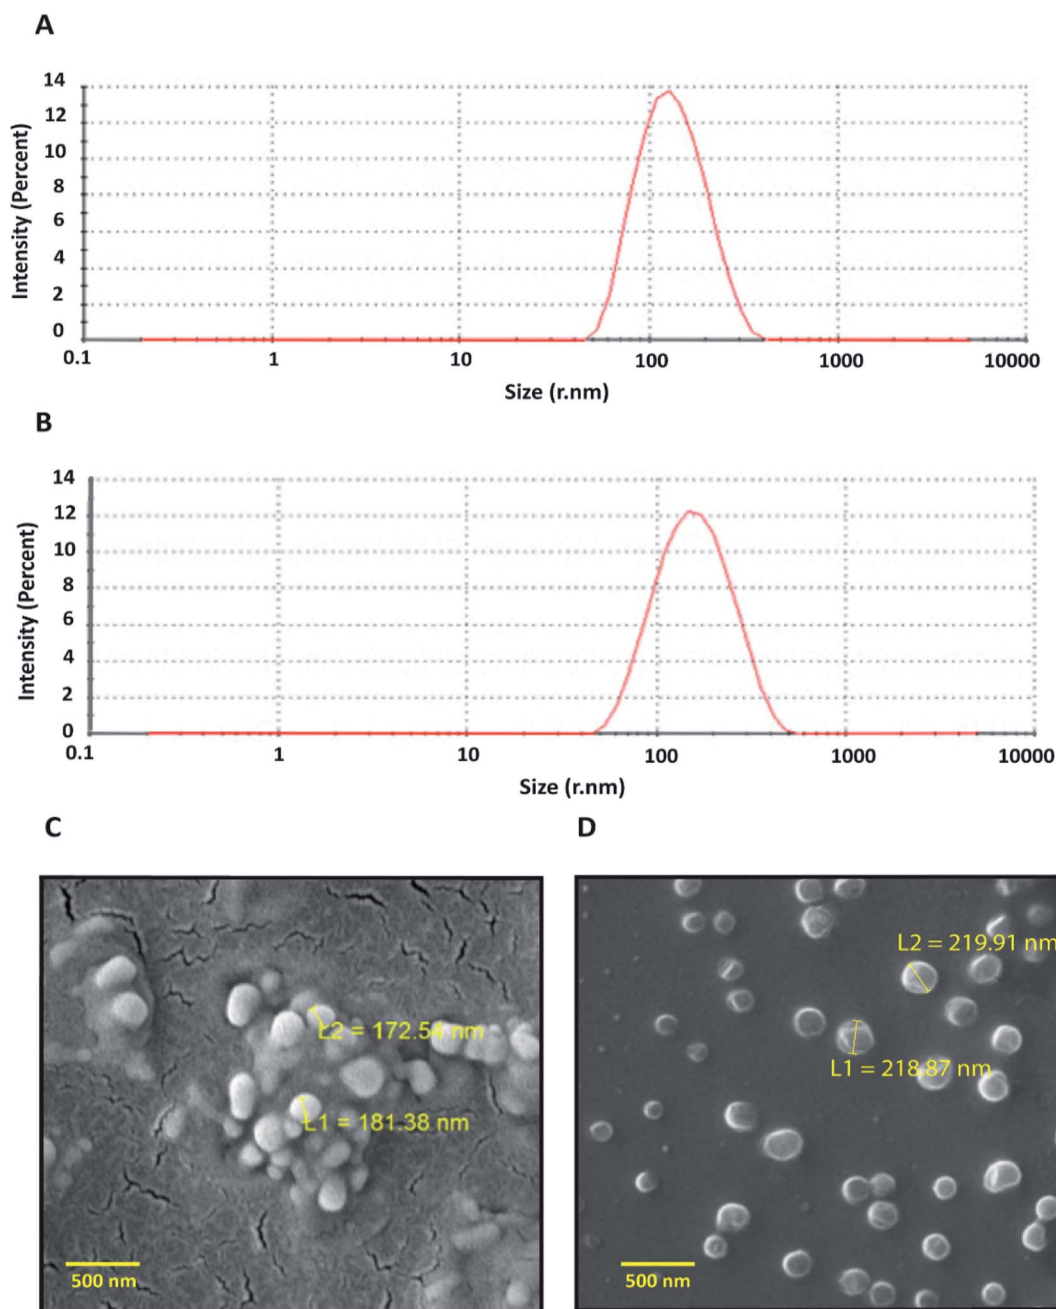 A
14
12
10
8
6
4
2
0
Intensity (Percent)
0.1 1 10 100 1000 10000
Size (r.nm)
B
14
12
10
8
6
4
2
0
Intensity (Percent)
0.1 1 10 100 1000 10000
Size (r.nm)
C
L2 = 172.54 nm
L1 = 181.38 nm
500 nm
D
L2 = 219.91 nm
L1 = 218.87 nm
500 nm